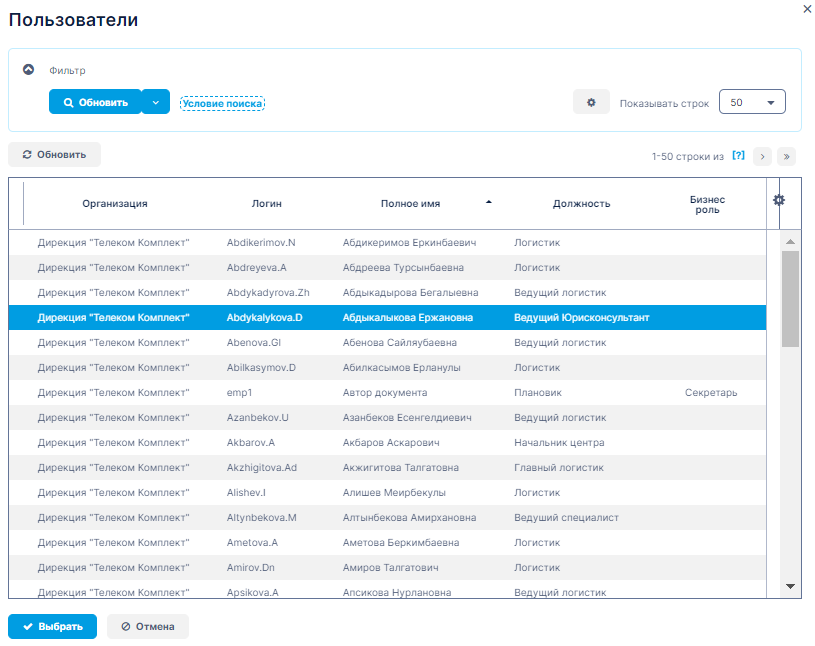 Пользователи
Фильтр
Обновить
Условие поиска
Показывать строк
50
Обновить
1-50 строки из [?]
Организация Логин Полное имя Должность Бизнес роль
Дирекция "Телеком Комплект" Abdikerimov.N Абдикеримов Еркинбаевич Логистик
Дирекция "Телеком Комплект" Abdreyeva.A Абдреева Турсынбаевна Логистик
Дирекция "Телеком Комплект" Abdykadyrova.Zh Абдыкадырова Бегалыевна Ведущий логистик
Дирекция "Телеком Комплект" Abdykalykova.D Абдыкалыкова Ержановна Ведущий Юрисконсультант
Дирекция "Телеком Комплект" Abenova.Gl Абенова Сайляубаевна Ведущий логистик
Дирекция "Телеком Комплект" Abilkasymov.D Абилкасымов Ерланулы Логистик
Дирекция "Телеком Комплект" emp1 Автор документа Плановик Секретарь
Дирекция "Телеком Комплект" Azanbekov.U Азанбеков Есенгелдиевич Ведущий логистик
Дирекция "Телеком Комплект" Akbarov.A Акбаров Аскарович Начальник центра
Дирекция "Телеком Комплект" Akzhigitova.Ad Акжигитова Талгатовна Главный логистик
Дирекция "Телеком Комплект" Alishev.I Алишев Меирбекулы Логистик
Дирекция "Телеком Комплект" Altynbekova.M Алтынбекова Амирхановна Ведуший специалист
Дирекция "Телеком Комплект" Ametova.A Аметова Беркимбаевна Логистик
Дирекция "Телеком Комплект" Amirov.Dn Амиров Талгатович Логистик
Дирекция "Телеком Комплект" Apsikova.A Апсикова Нурлановна Ведущий логистик
Выбрать
Отмена